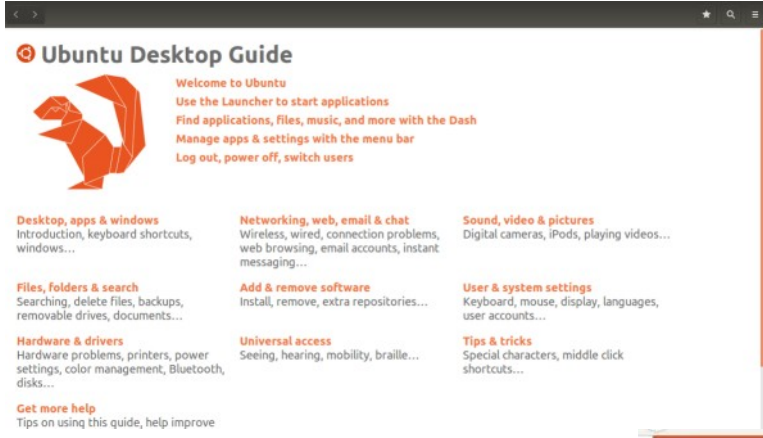 Ubuntu Desktop Guide
Welcome to Ubuntu
Use the Launcher to start applications
Find applications, files, music, and more with the Dash
Manage apps & settings with the menu bar
Log out, power off, switch users
Desktop, apps & windows
Introduction, keyboard shortcuts,
windows...
Networking, web, email & chat
Wireless, wired, connection problems,
web browsing, email accounts, instant
messaging...
Sound, video & pictures
Digital cameras, iPods, playing videos...
Files, folders & search
Searching, delete files, backups,
removable drives, documents...
Add & remove software
Install, remove, extra repositories...
User & system settings
Keyboard, mouse, display, languages,
user accounts...
Hardware & drivers
Hardware problems, printers, power
settings, color management, Bluetooth,
disks...
Universal access
Seeing, hearing, mobility, braille...
Tips & tricks
Special characters, middle click
shortcuts...
Get more help
Tips on using this guide, help improve